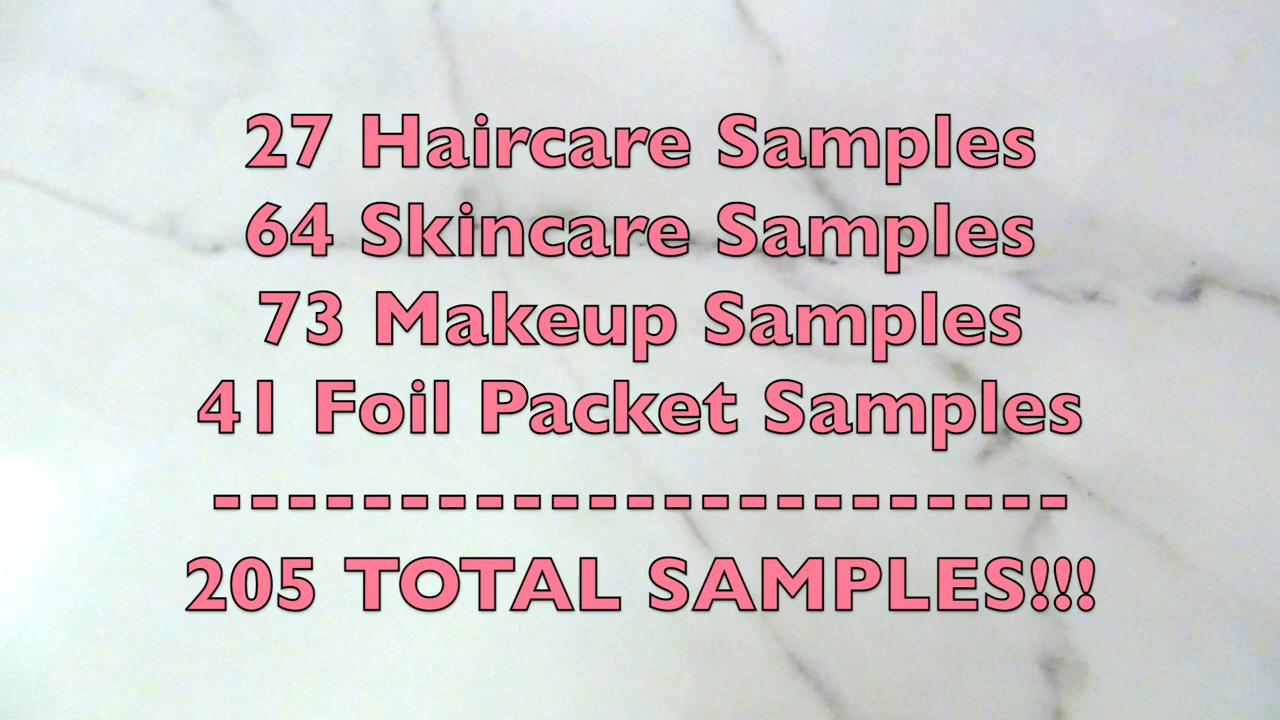 27 Haircare Samples
64 Skincare Samples
73 Makeup Samples
41 Foil Packet Samples
-----------------------
205 TOTAL SAMPLES!!!